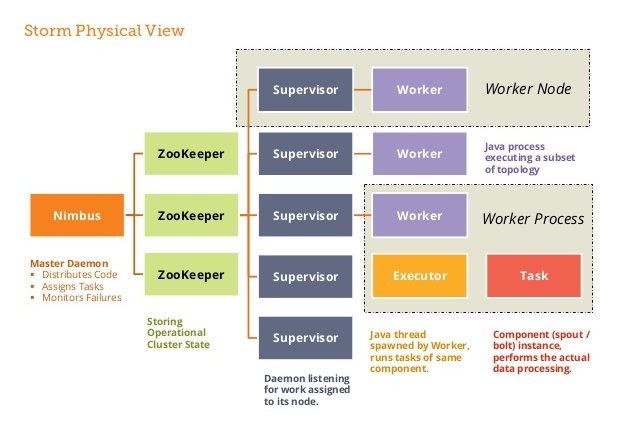 Storm Physical View
Supervisor
Worker
Worker Node
ZooKeeper
Supervisor
Worker
Java process
executing a subset
of topology
Nimbus
ZooKeeper
Supervisor
Worker
Worker Process
Master Daemon
▪ Distributes Code
▪ Assigns Tasks
▪ Monitors Failures
ZooKeeper
Supervisor
Executor
Task
Storing
Operational
Cluster State
Supervisor
Java thread
spawned by Worker,
runs tasks of same
component.
Component (spout /
bolt) instance,
performs the actual
data processing.
Daemon listening
for work assigned
to its node.